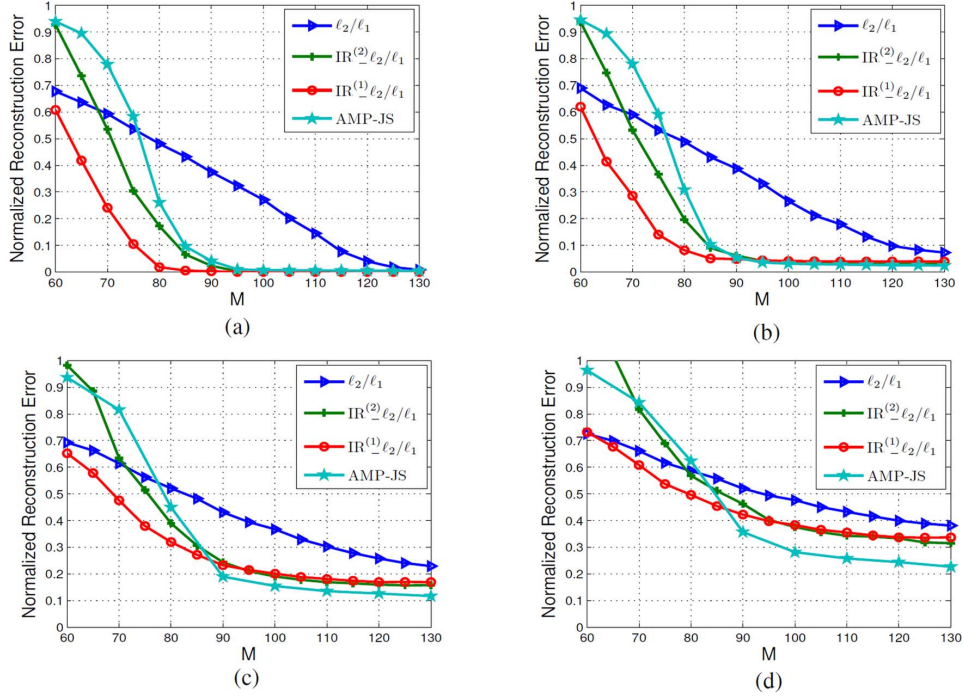 Normalized Reconstruction Error
1
0.9
0.8
0.7
0.6
0.5
0.4
0.3
0.2
0.1
0
60 70 80 90 100 110 120 130
M
ℓ₂/ℓ₁
IR⁽²⁾_ℓ₂/ℓ₁
IR⁽¹⁾_ℓ₂/ℓ₁
AMP-JS
(a)
Normalized Reconstruction Error
1
0.9
0.8
0.7
0.6
0.5
0.4
0.3
0.2
0.1
0
60 70 80 90 100 110 120 130
M
ℓ₂/ℓ₁
IR⁽²⁾_ℓ₂/ℓ₁
IR⁽¹⁾_ℓ₂/ℓ₁
AMP-JS
(b)
Normalized Reconstruction Error
1
0.9
0.8
0.7
0.6
0.5
0.4
0.3
0.2
0.1
0
60 70 80 90 100 110 120 130
M
ℓ₂/ℓ₁
IR⁽²⁾_ℓ₂/ℓ₁
IR⁽¹⁾_ℓ₂/ℓ₁
AMP-JS
(c)
Normalized Reconstruction Error
1
0.9
0.8
0.7
0.6
0.5
0.4
0.3
0.2
0.1
0
60 70 80 90 100 110 120 130
M
ℓ₂/ℓ₁
IR⁽²⁾_ℓ₂/ℓ₁
IR⁽¹⁾_ℓ₂/ℓ₁
AMP-JS
(d)